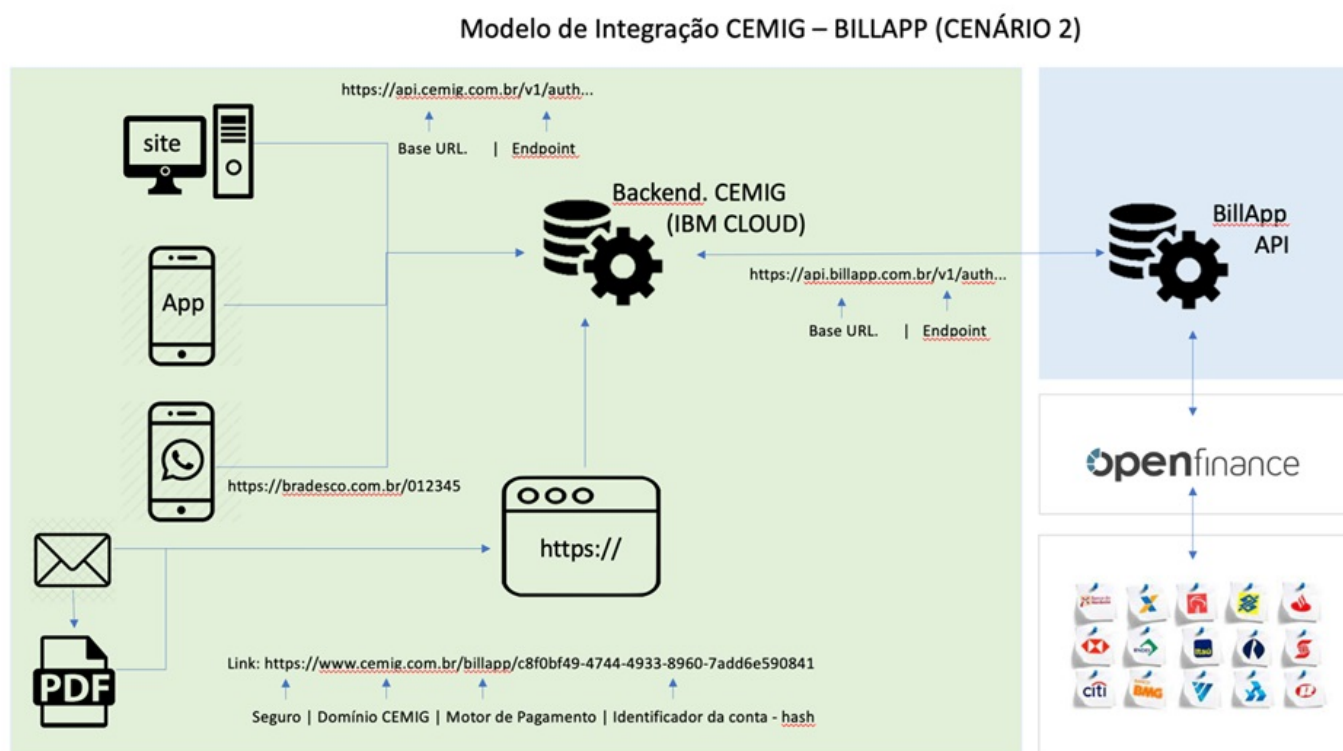 Modelo de Integração CEMIG – BILLAPP (CENÁRIO 2)
https://api.cemig.com.br/v1/auth...
Base URL. | Endpoint
site
Backend. CEMIG
(IBM CLOUD)
BillApp
API
https://api.billapp.com.br/v1/auth...
Base URL. | Endpoint
App
https://bradesco.com.br/012345
openfinance
https://
PDF
Link: https://www.cemig.com.br/billapp/c8f0bf49-4744-4933-8960-7add6e590841
Seguro | Domínio CEMIG | Motor de Pagamento | Identificador da conta - hash
Itaú
citi
BMG